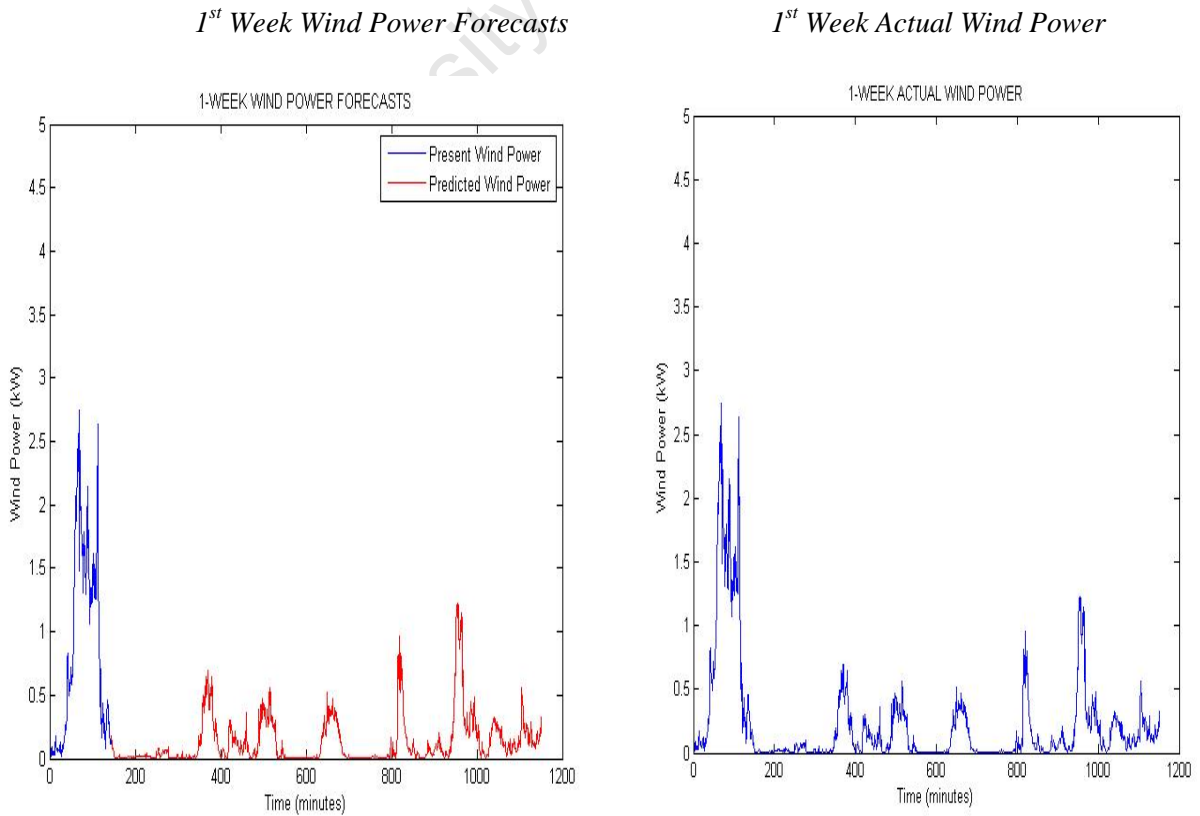 1st Week Wind Power Forecasts
1st Week Actual Wind Power
sity
1-WEEK WIND POWER FORECASTS
5
4.5
4
3.5
3
2.5
2
1.5
1
0.5
0
Wind Power (kW)
Present Wind Power
Predicted Wind Power
0 200 400 600 800 1000 1200
Time (minutes)
1-WEEK ACTUAL WIND POWER
5
4.5
4
3.5
3
2.5
2
1.5
1
0.5
0
Wind Power (kW)
0 200 400 600 800 1000 1200
Time (minutes)